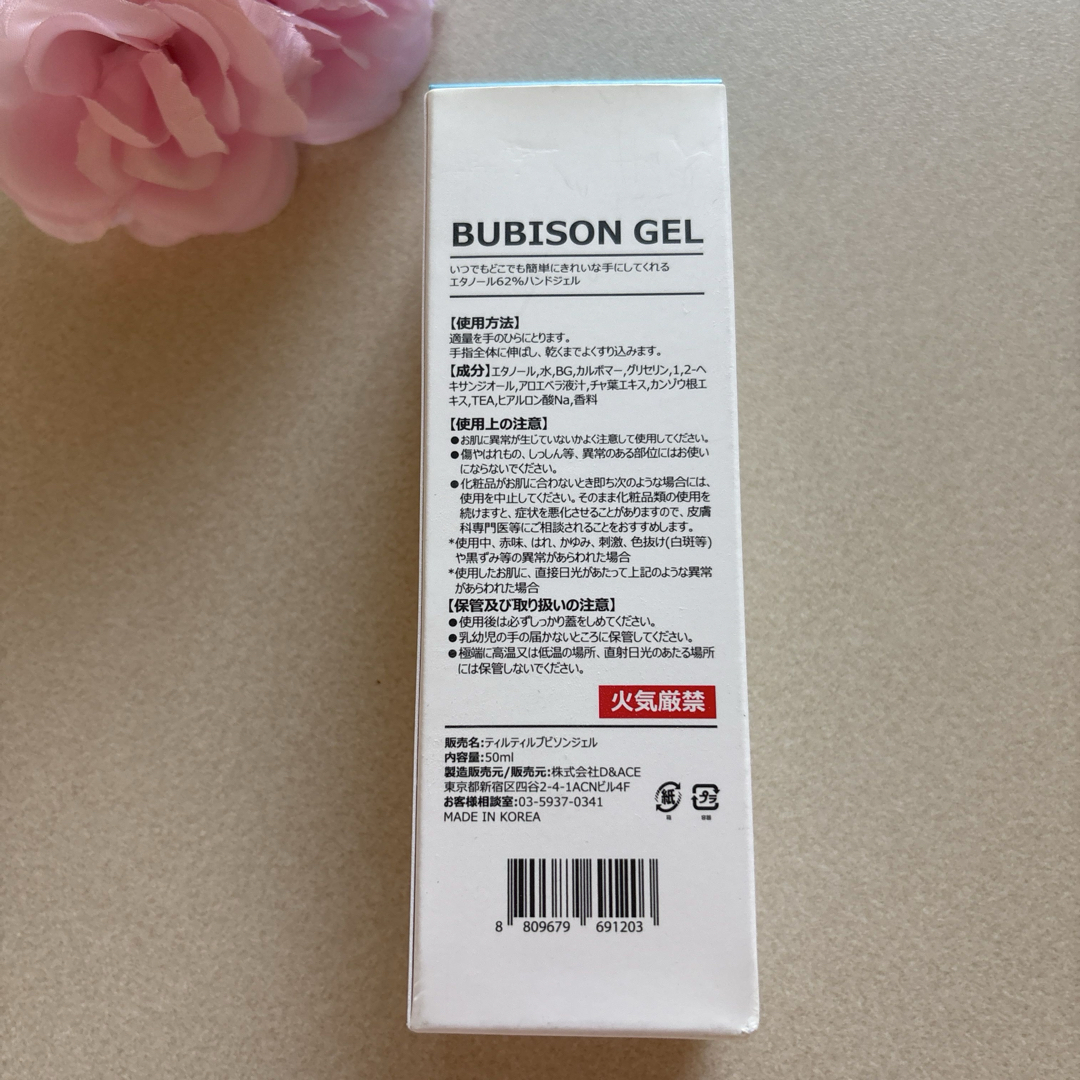 BUBISON GEL
いつでもどこでも簡単にきれいな手にしてくれる
エタノール62%ハンドジェル
【使用方法】
適量を手のひらにとります。
手指全体に伸ばし、乾くまでよくすり込みます。
【成分】エタノール,水,BG,カルボマー,グリセリン,1,2-ヘ
キサンジオール,アロエベラ液汁,チャ葉エキス,カンゾウ根エ
キス,TEA,ヒアルロン酸Na,香料
【使用上の注意】
●お肌に異常が生じていないかよく注意して使用してください。
●傷やはれもの、しっしん等、異常のある部位にはお使い
にならないでください。
●化粧品がお肌に合わないとき即ち次のような場合には、
使用を中止してください。そのまま化粧品類の使用を
続けますと、症状を悪化させることがありますので、皮膚
科専門医等にご相談されることをおすすめします。
*使用中、赤味、はれ、かゆみ、刺激、色抜け(白斑等)
や黒ずみ等の異常があらわれた場合
*使用したお肌に、直接日光があたって上記のような異常
があらわれた場合
【保管及び取り扱いの注意】
●使用後は必ずしっかり蓋をしめてください。
●乳幼児の手の届かないところに保管してください。
●極端に高温又は低温の場所、直射日光のあたる場所
には保管しないでください。
火気厳禁
販売名:ティルティルブビソンジェル
内容量:50ml
製造販売元/販売元:株式会社D&ACE
東京都新宿区四谷2-4-1ACNビル4F
お客様相談室:03-5937-0341
MADE IN KOREA
紙 プラ
8 809679 691203